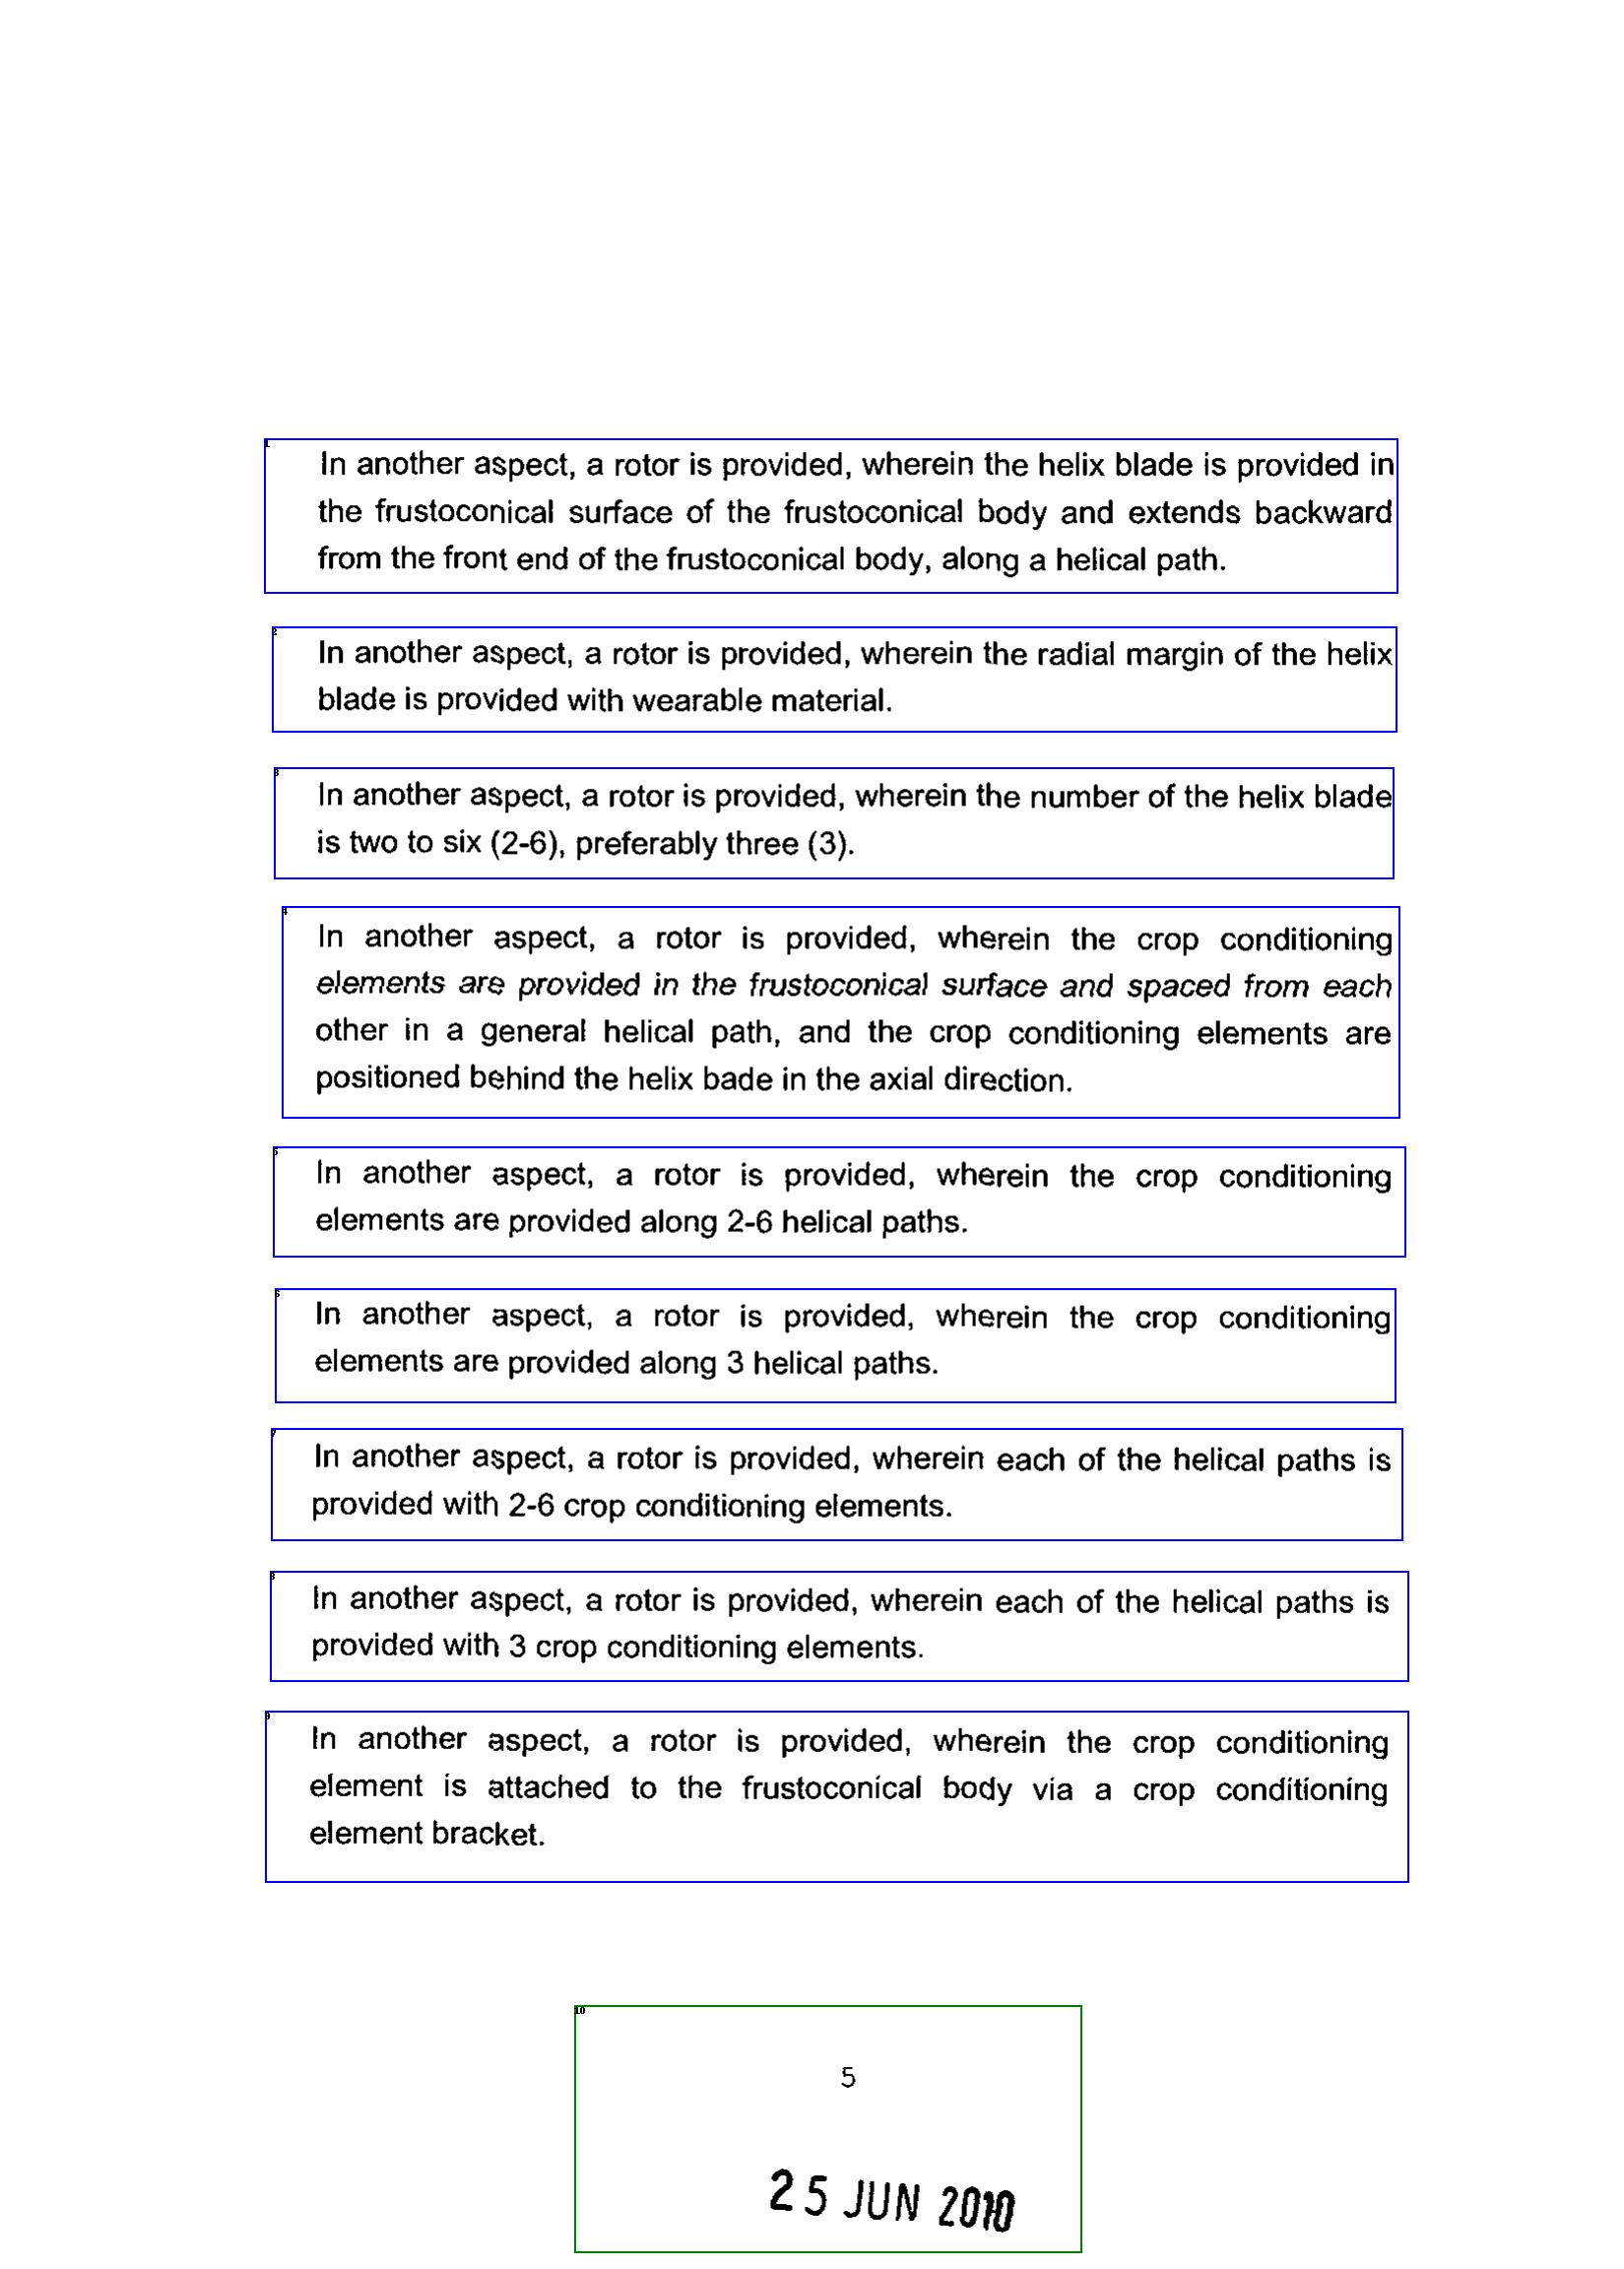 In another aspect, a rotor is provided, wherein the helix blade is provided in
the frustoconical surface of the frustoconical body and extends backward
from the front end of the frustoconical body, along a helical path.
In another aspect, a rotor is provided, wherein the radial margin of the helix
blade is provided with wearable material.
In another aspect, a rotor is provided, wherein the number of the helix blade
is two to six (2-6), preferably three (3).
In another aspect, a rotor is provided, wherein the crop conditioning
elements are provided in the frustoconical surface and spaced from each
other in a general helical path, and the crop conditioning elements are
positioned behind the helix bade in the axial direction.
In another aspect, a rotor is provided, wherein the crop conditioning
elements are provided along 2-6 helical paths.
In another aspect, a rotor is provided, wherein the crop conditioning
elements are provided along 3 helical paths.
In another aspect, a rotor is provided, wherein each of the helical paths is
provided with 2-6 crop conditioning elements.
In another aspect, a rotor is provided, wherein each of the helical paths is
provided with 3 crop conditioning elements.
In another aspect, a rotor is provided, wherein the crop conditioning
element is attached to the frustoconical body via a crop conditioning
element bracket.
10
5
25 JUN 2010